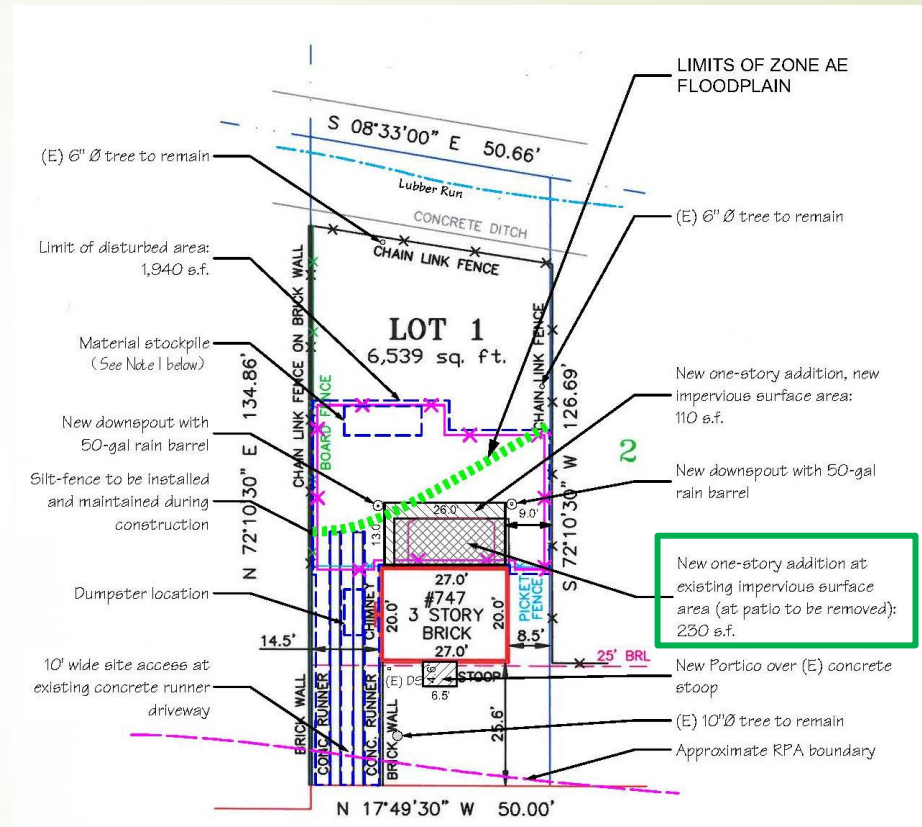 LIMITS OF ZONE AE
FLOODPLAIN
S 08°33'00" E 50.66'
(E) 6" Ø tree to remain
Lubber Run
CONCRETE DITCH
(E) 6" Ø tree to remain
CHAIN LINK FENCE
Limit of disturbed area:
1,940 s.f.
LOT 1
6,539 sq. ft.
CHAIN LINK FENCE ON BRICK WALL
BOARD FENCE
N 72°10'30" E 134.86'
CHAIN LINK FENCE
S 72°10'30" W 126.69'
2
Material stockpile
(See Note 1 below)
New one-story addition, new
impervious surface area:
110 s.f.
New downspout with
50-gal rain barrel
New downspout with 50-gal
rain barrel
Silt-fence to be installed
and maintained during
construction
26.0'
13.0'
9.0'
New one-story addition at
existing impervious surface
area (at patio to be removed):
230 s.f.
Dumpster location
CHIMNEY
27.0'
20.0'
#747
3 STORY
BRICK
20.0'
27.0'
PICKET
FENCE
14.5'
8.5'
25' BRL
10' wide site access at
existing concrete runner
driveway
(E) DS
STOOP
6.5'
New Portico over (E) concrete
stoop
BRICK WALL
CONC. RUNNER
CONC. RUNNER
BRICK WALL
25.6'
(E) 10"Ø tree to remain
Approximate RPA boundary
N 17°49'30" W 50.00'